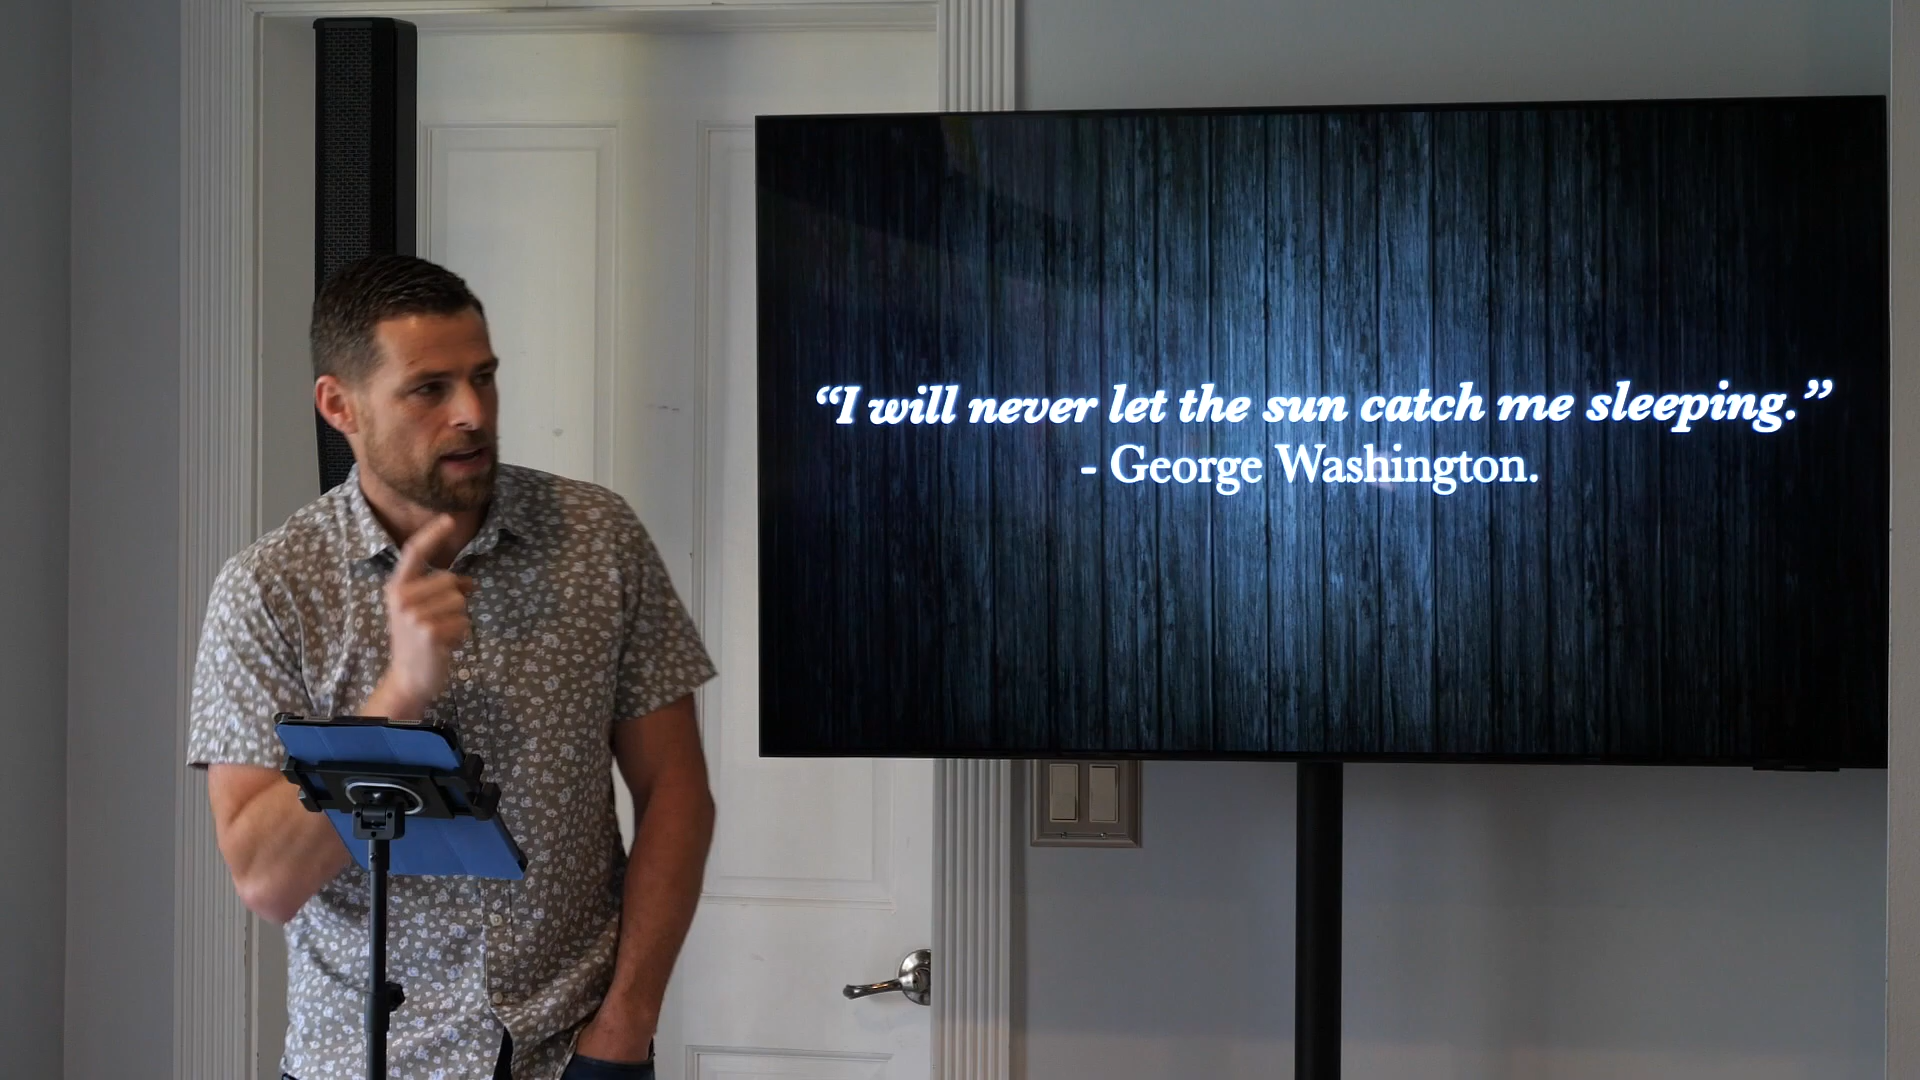 “I will never let the sun catch me sleeping.”
- George Washington.